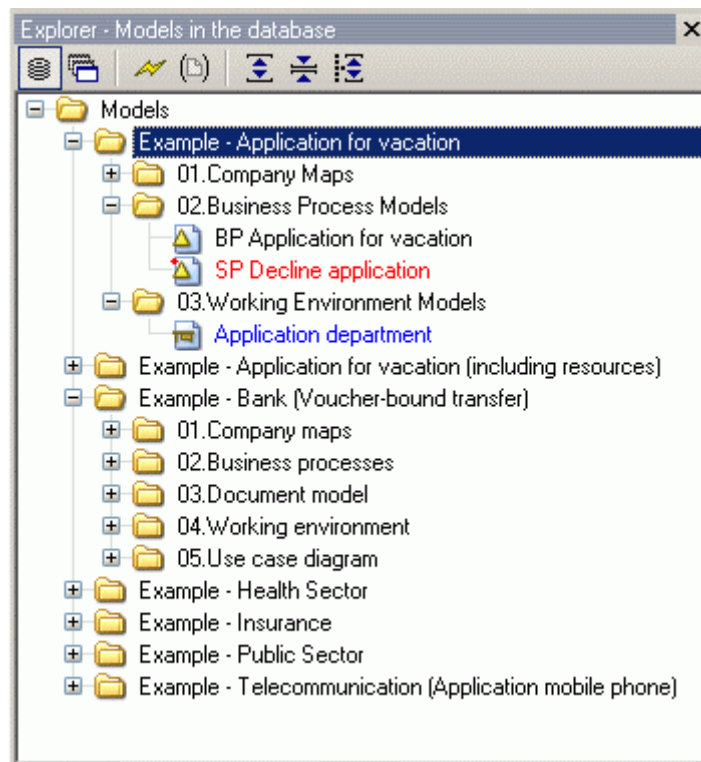 Explorer - Models in the database
Models
Example - Application for vacation
01.Company Maps
02.Business Process Models
BP Application for vacation
SP Decline application
03.Working Environment Models
Application department
Example - Application for vacation (including resources)
Example - Bank (Voucher-bound transfer)
01.Company maps
02.Business processes
03.Document model
04.Working environment
05.Use case diagram
Example - Health Sector
Example - Insurance
Example - Public Sector
Example - Telecommunication (Application mobile phone)